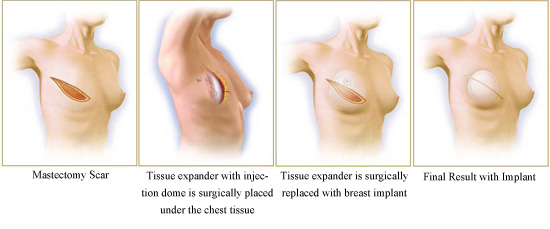 Mastectomy Scar
Tissue expander with injec-
tion dome is surgically placed
under the chest tissue
Tissue expander is surgically
replaced with breast implant
Final Result with Implant